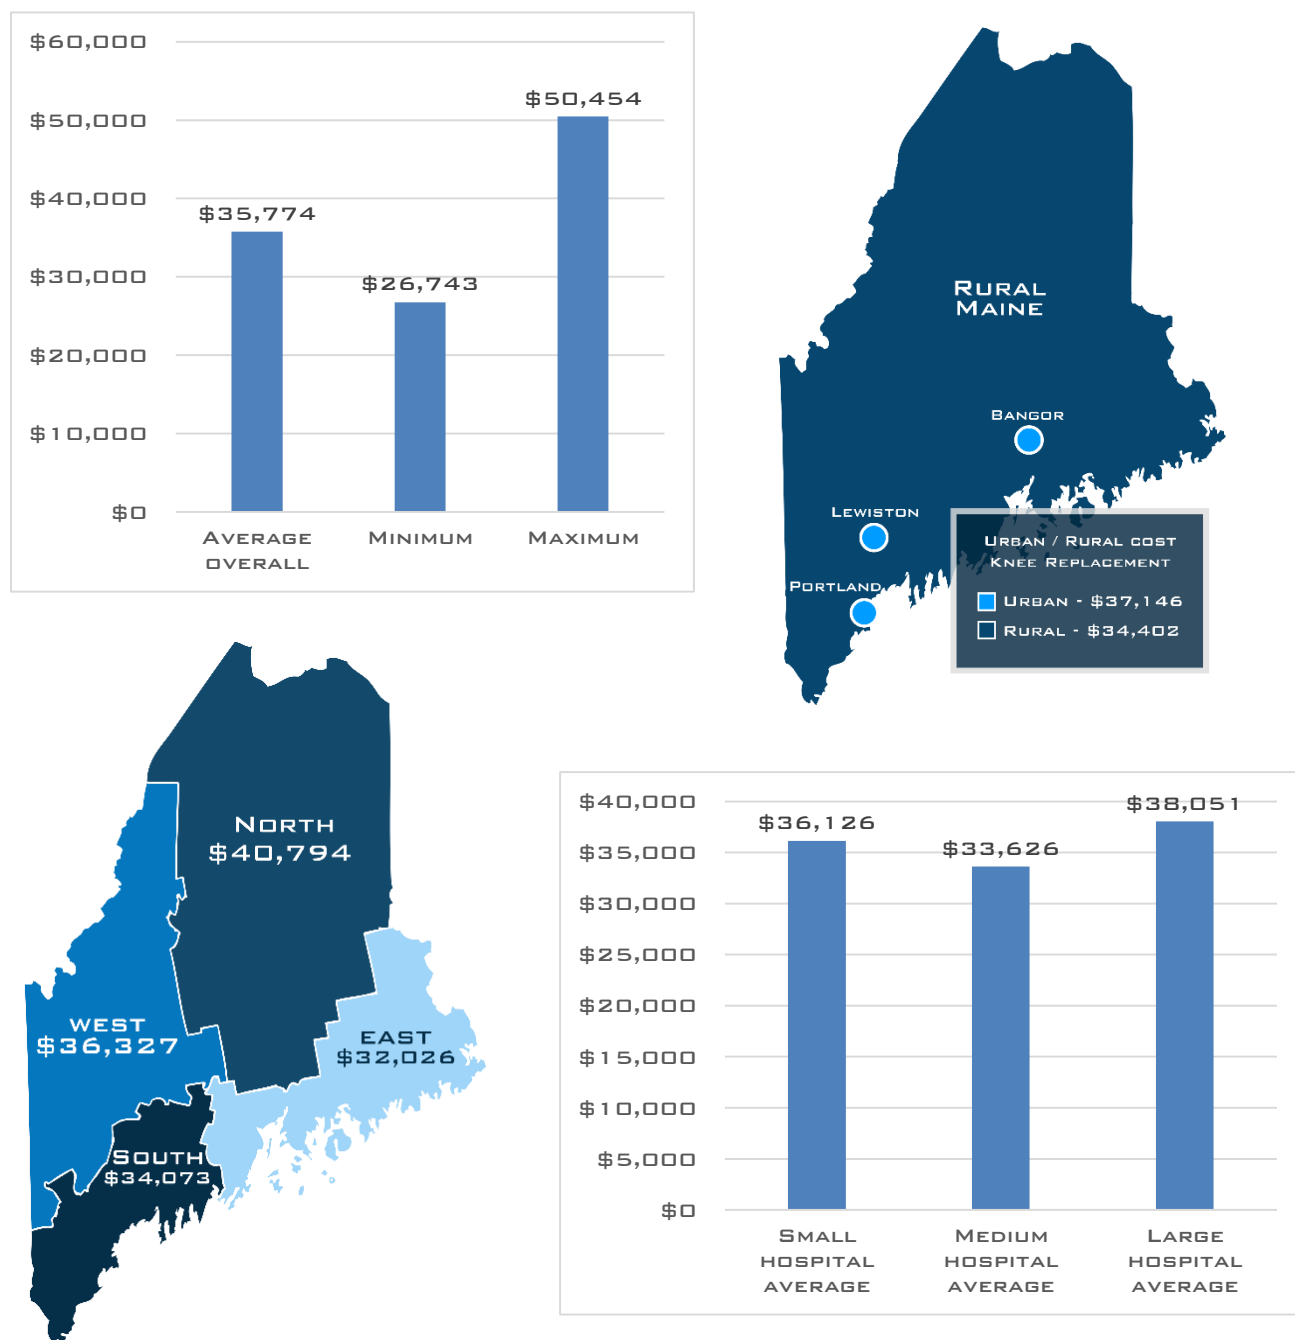 $60,000
$50,000
$40,000
$30,000
$20,000
$10,000
$0
$35,774
$26,743
$50,454
AVERAGE
OVERALL
MINIMUM
MAXIMUM
RURAL
MAINE
BANGOR
LEWISTON
PORTLAND
URBAN / RURAL COST
KNEE REPLACEMENT
URBAN - $37,146
RURAL - $34,402
NORTH
$40,794
WEST
$36,327
EAST
$32,026
SOUTH
$34,073
$40,000
$35,000
$30,000
$25,000
$20,000
$15,000
$10,000
$5,000
$0
$36,126
$33,626
$38,051
SMALL
HOSPITAL
AVERAGE
MEDIUM
HOSPITAL
AVERAGE
LARGE
HOSPITAL
AVERAGE